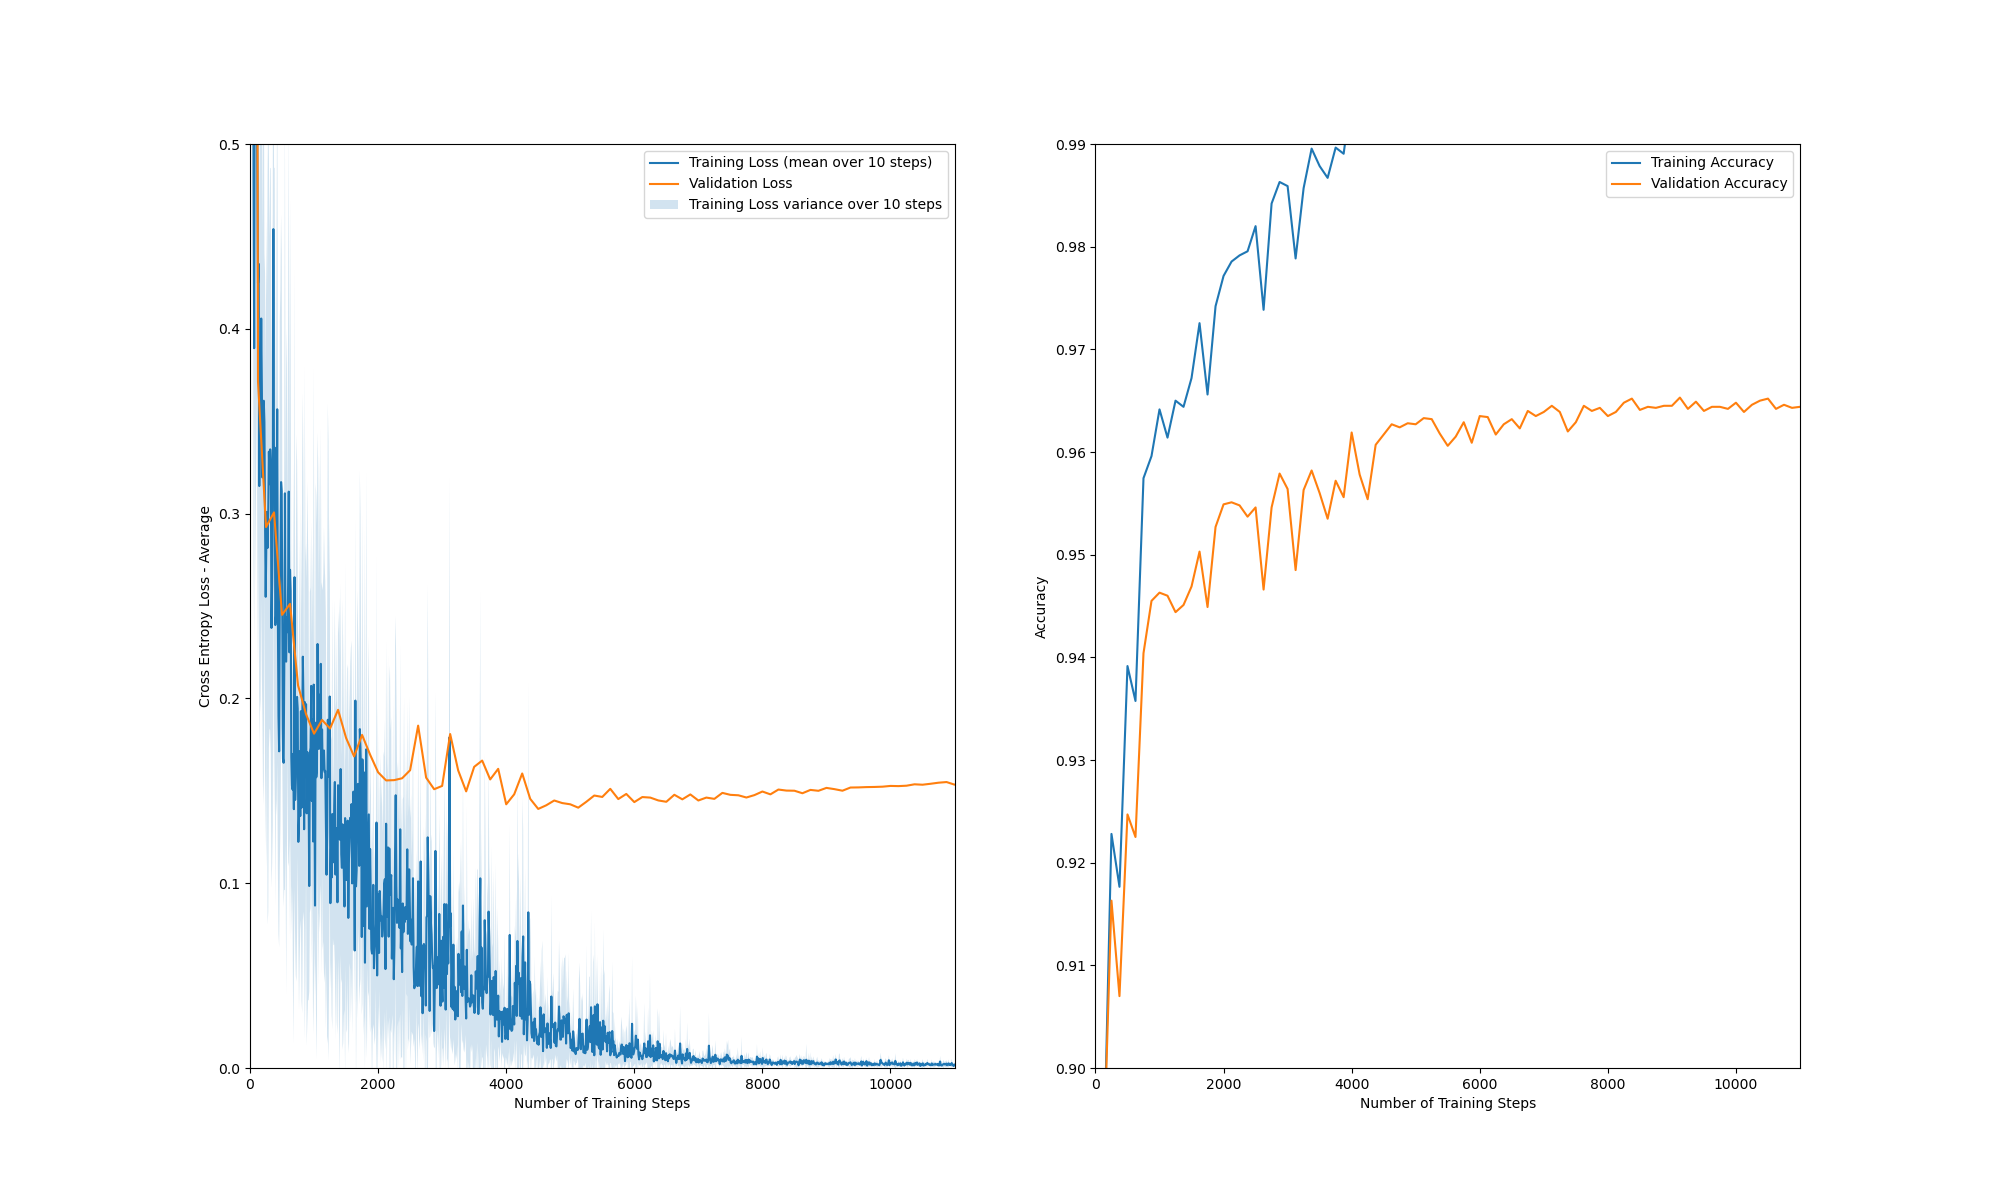 Training Loss (mean over 10 steps)
Validation Loss
Training Loss variance over 10 steps
0.5
0.4
0.3
0.2
0.1
0.0
Cross Entropy Loss - Average
0 2000 4000 6000 8000 10000
Number of Training Steps
Training Accuracy
Validation Accuracy
0.99
0.98
0.97
0.96
0.95
0.94
0.93
0.92
0.91
0.90
Accuracy
0 2000 4000 6000 8000 10000
Number of Training Steps